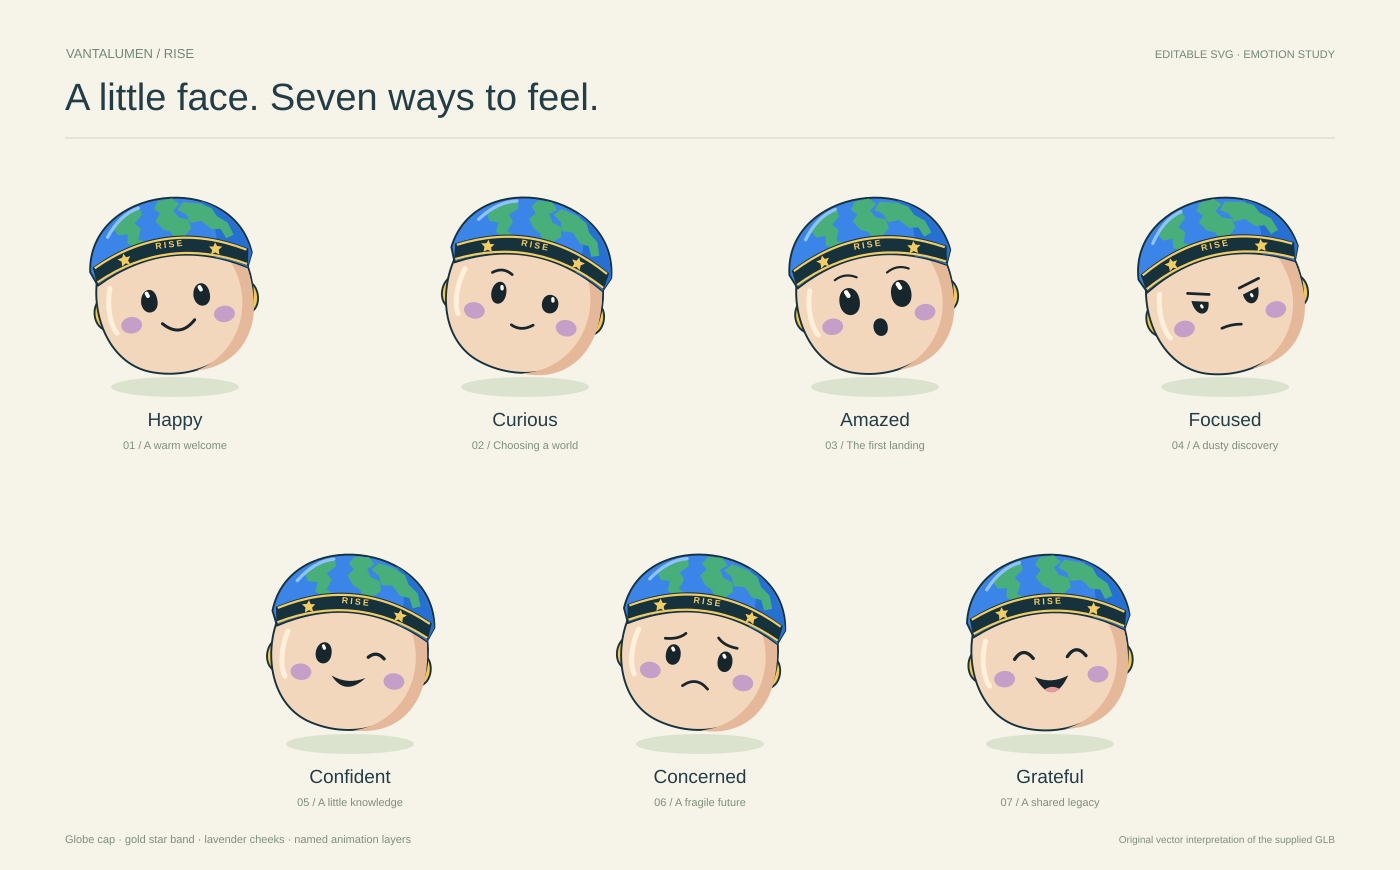 VANTALUMEN / RISE
EDITABLE SVG · EMOTION STUDY
A little face. Seven ways to feel.
RISE
RISE
RISE
RISE
Happy
Curious
Amazed
Focused
01 / A warm welcome
02 / Choosing a world
03 / The first landing
04 / A dusty discovery
RISE
RISE
RISE
Confident
Concerned
Grateful
05 / A little knowledge
06 / A fragile future
07 / A shared legacy
Globe cap · gold star band · lavender cheeks · named animation layers
Original vector interpretation of the supplied GLB